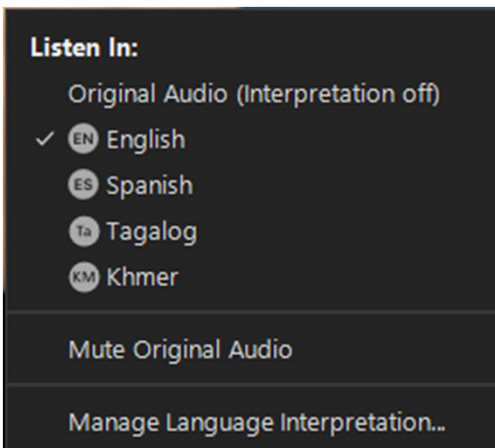 Listen In:
Original Audio (Interpretation off)
EN English
ES Spanish
Ta Tagalog
KM Khmer
Mute Original Audio
Manage Language Interpretation...